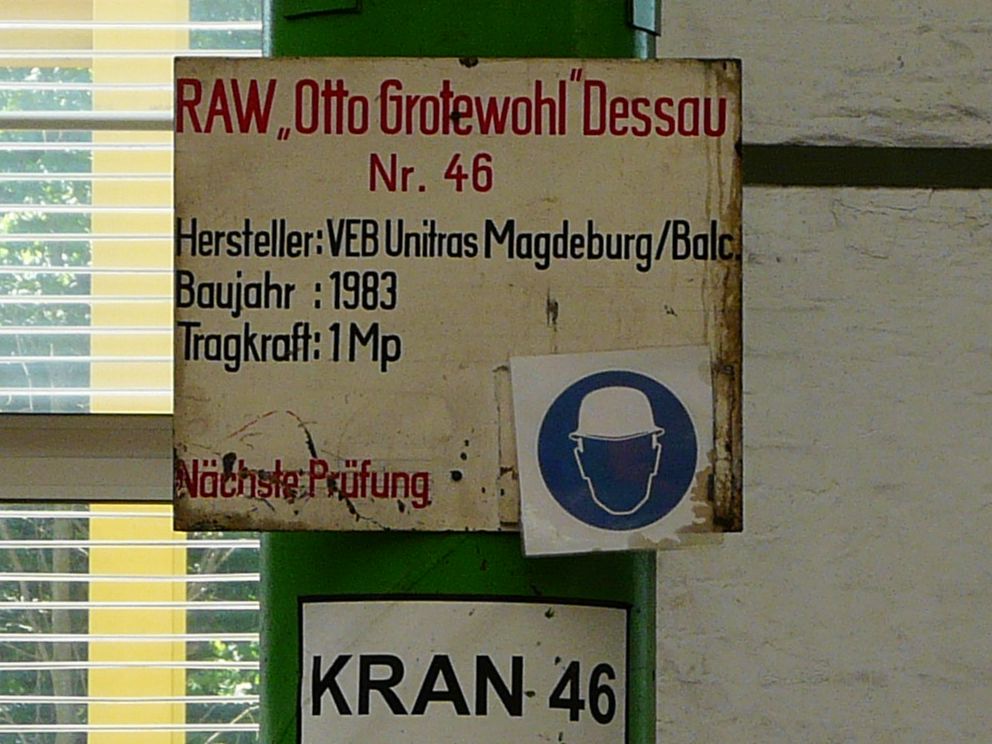 RAW „Otto Grotewohl" Dessau
Nr. 46
Hersteller: VEB Unitras Magdeburg/Balc.
Baujahr : 1983
Tragkraft: 1 Mp
Nächste Prüfung
KRAN 46